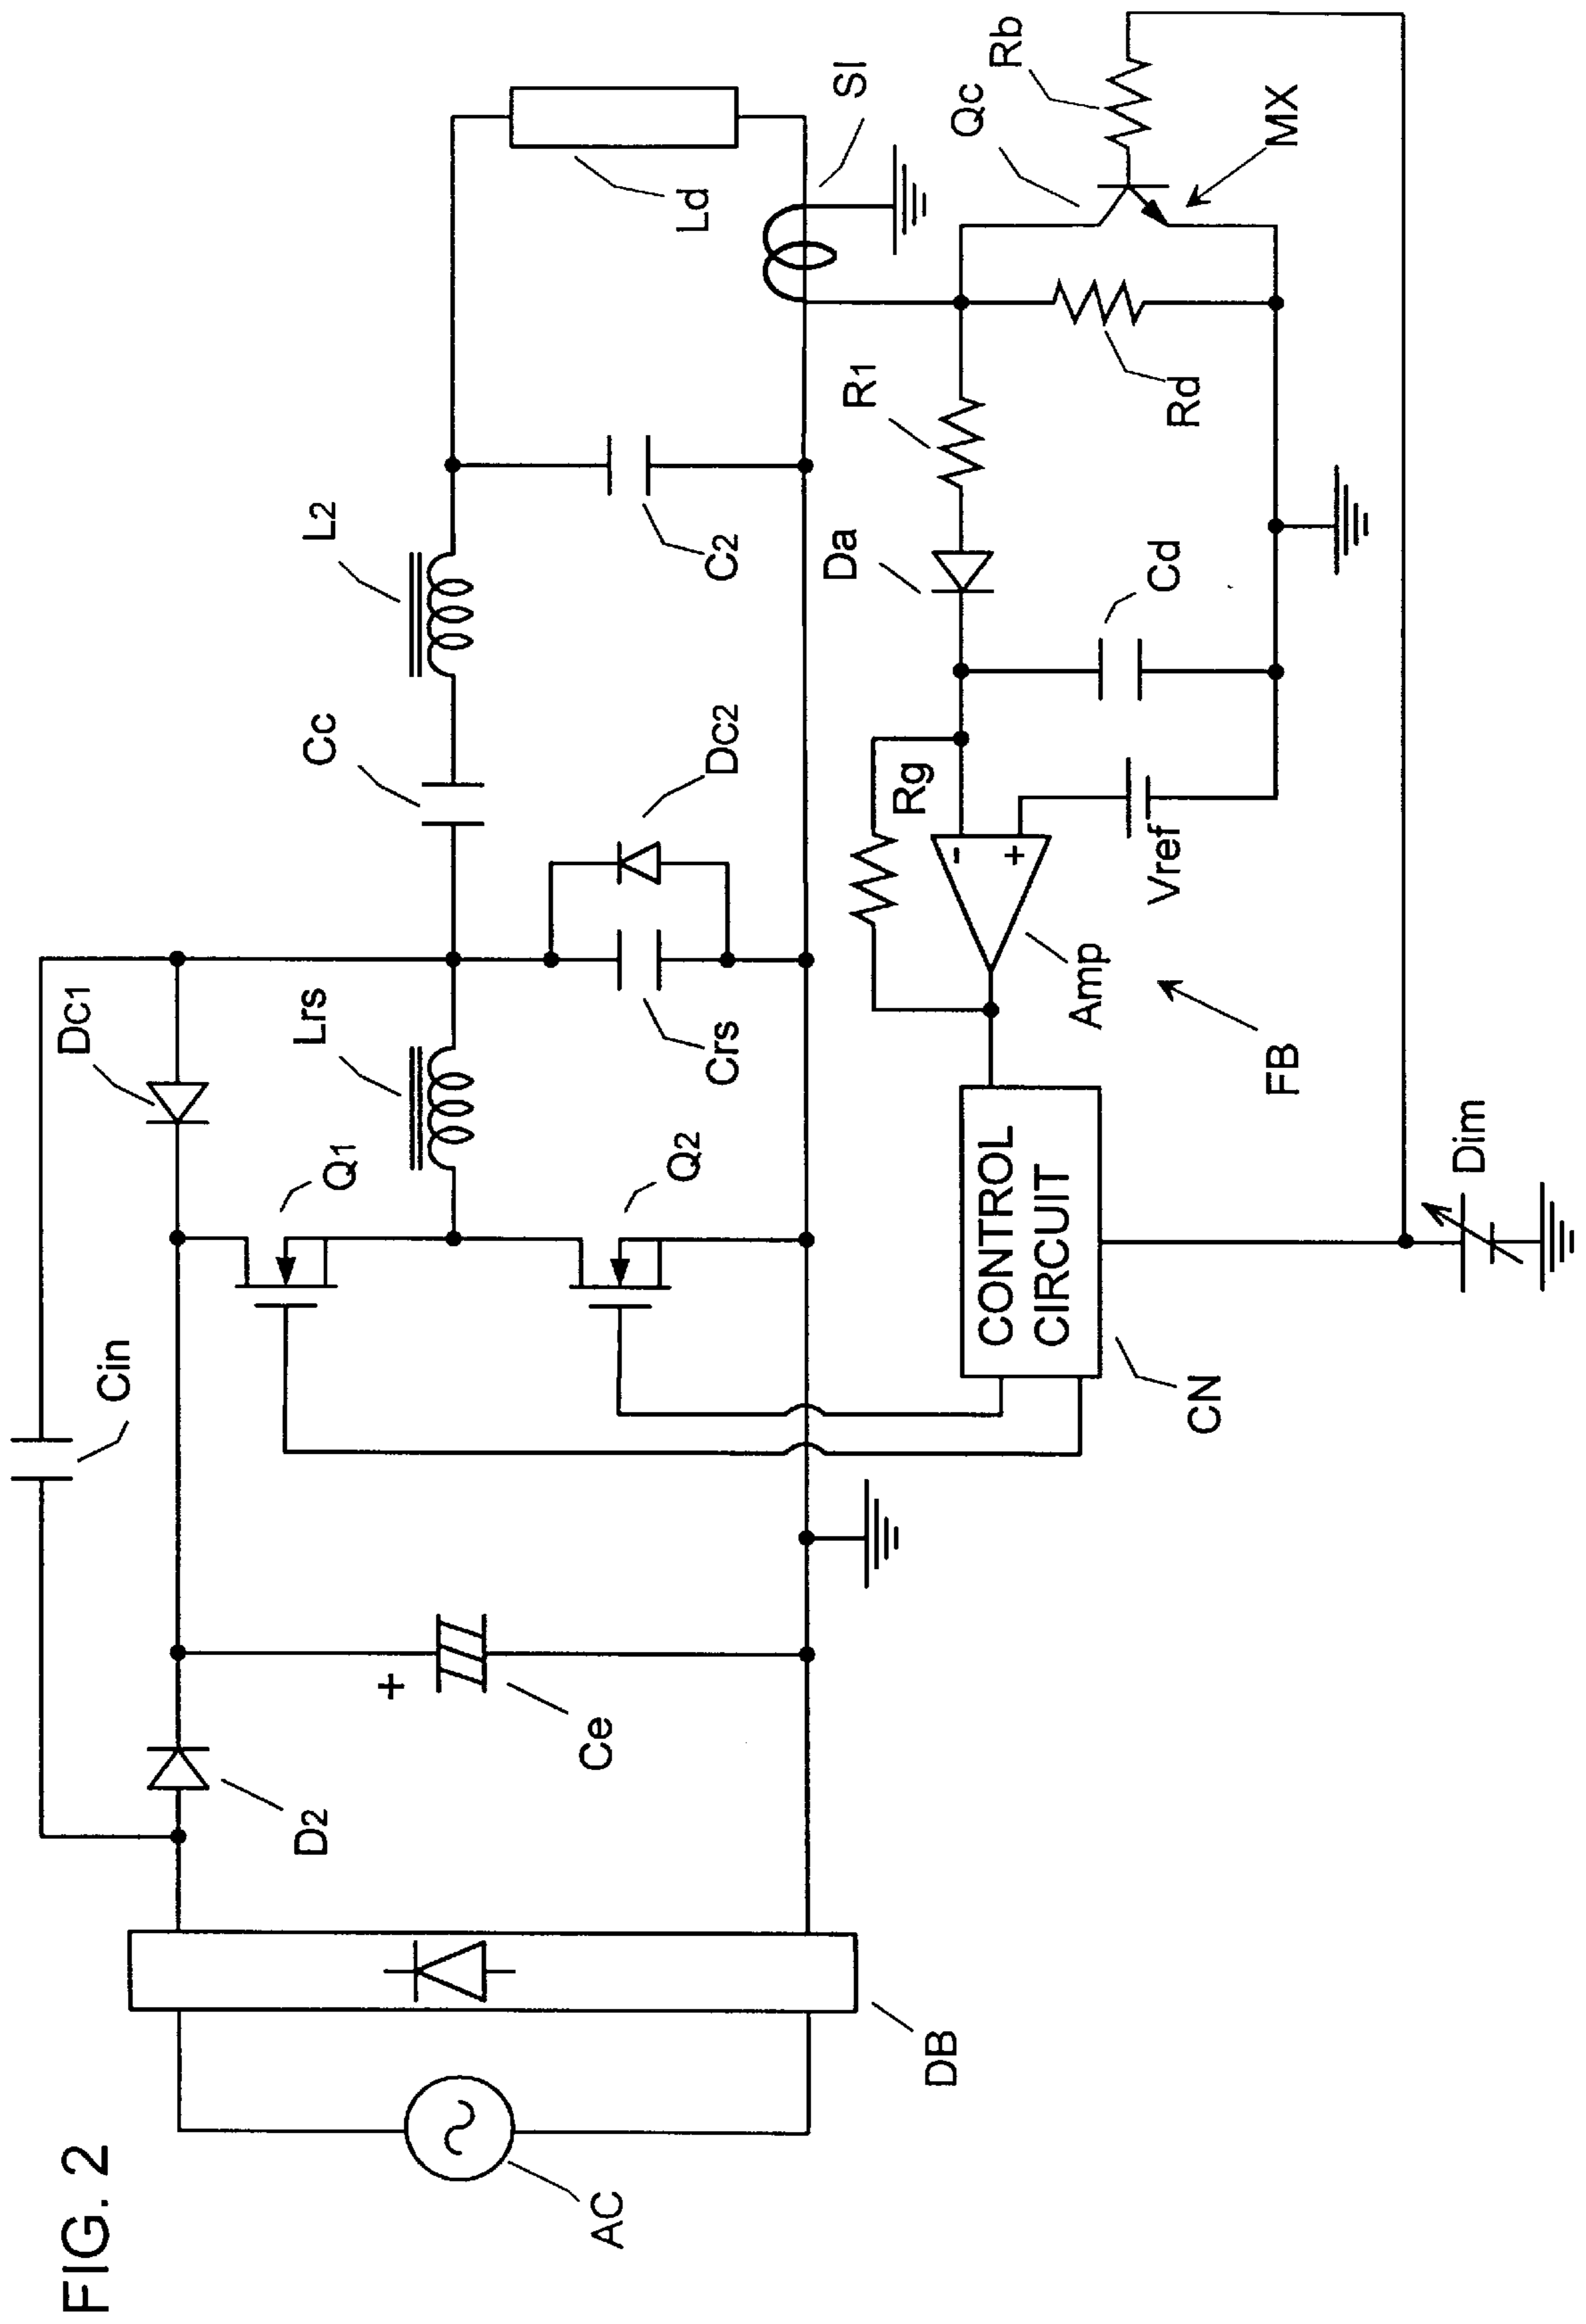 FIG. 2
Cin
D2
Dc1
Q1
Lrs
Cc
L2
Ld
AC
+
Ce
Q2
Crs
Dc2
C2
SI
DB
Rg
Da
R1
Qc
Rb
CONTROL
CIRCUIT
-
+
Amp
Vref
Cd
Rd
MX
CN
FB
Dim